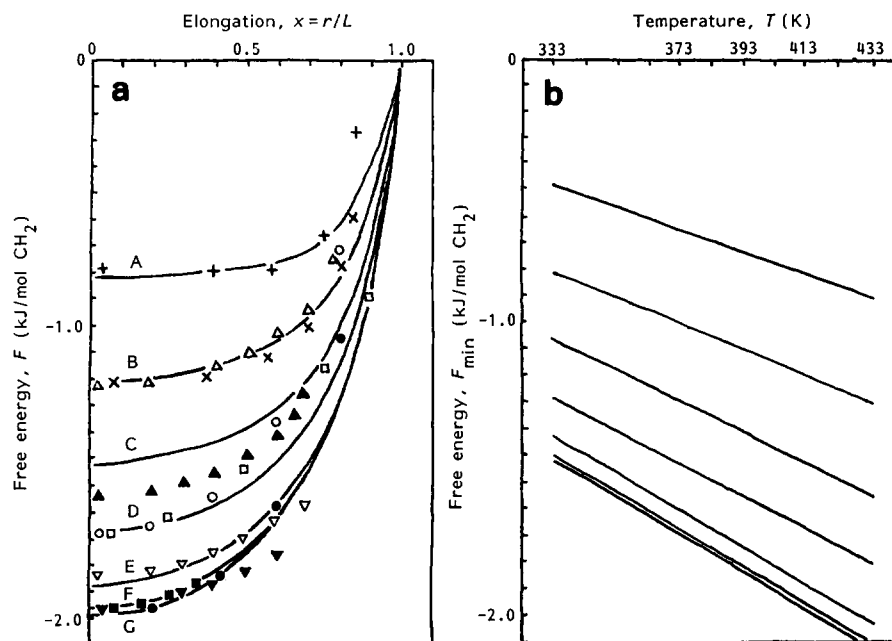 Elongation, x = r/L
0 0.5 1.0
0
-1.0
-2.0
Free energy, F (kJ/mol CH2)
a
A
B
C
D
E
F
G
Temperature, T (K)
333 373 393 413 433
0
-1.0
-2.0
Free energy, Fmin (kJ/mol CH2)
b